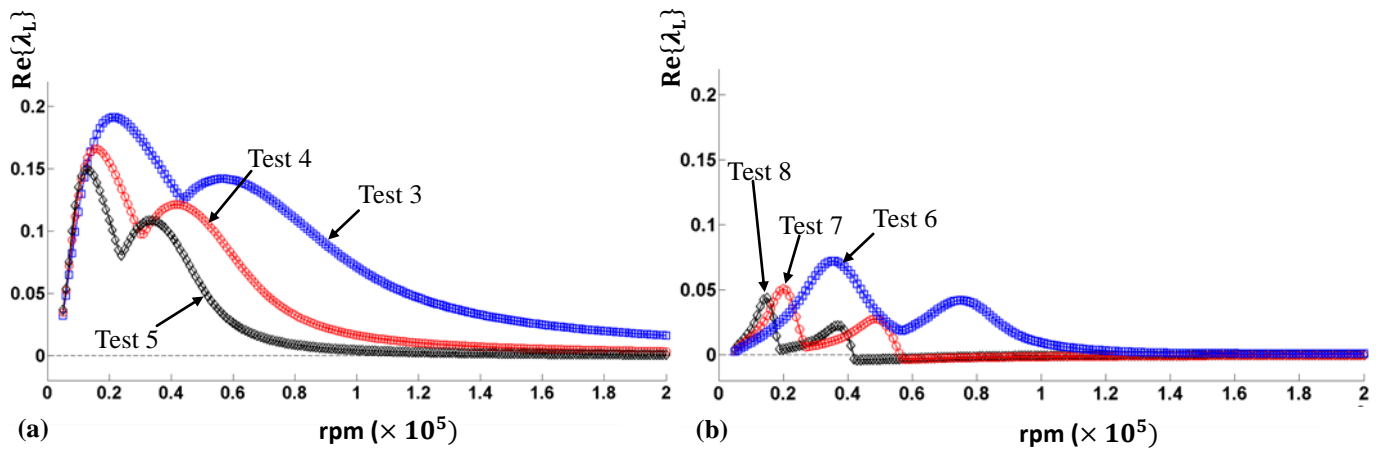 Re{λ_L}
0.2
0.15
0.1
0.05
0
Test 4
Test 3
Test 5
0 0.2 0.4 0.6 0.8 1 1.2 1.4 1.6 1.8 2
(a) rpm (× 10⁵)
Re{λ_L}
0.2
0.15
0.1
0.05
0
Test 8
Test 7
Test 6
0 0.2 0.4 0.6 0.8 1 1.2 1.4 1.6 1.8 2
(b) rpm (× 10⁵)